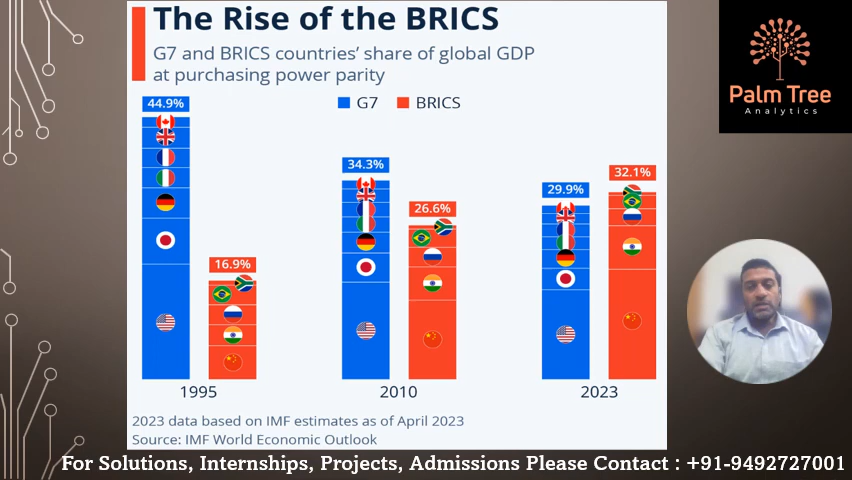 The Rise of the BRICS
G7 and BRICS countries' share of global GDP
at purchasing power parity
G7 BRICS
44.9%
16.9%
34.3%
26.6%
29.9%
32.1%
1995 2010 2023
2023 data based on IMF estimates as of April 2023
Source: IMF World Economic Outlook
Palm Tree
Analytics
For Solutions, Internships, Projects, Admissions Please Contact : +91-9492727001